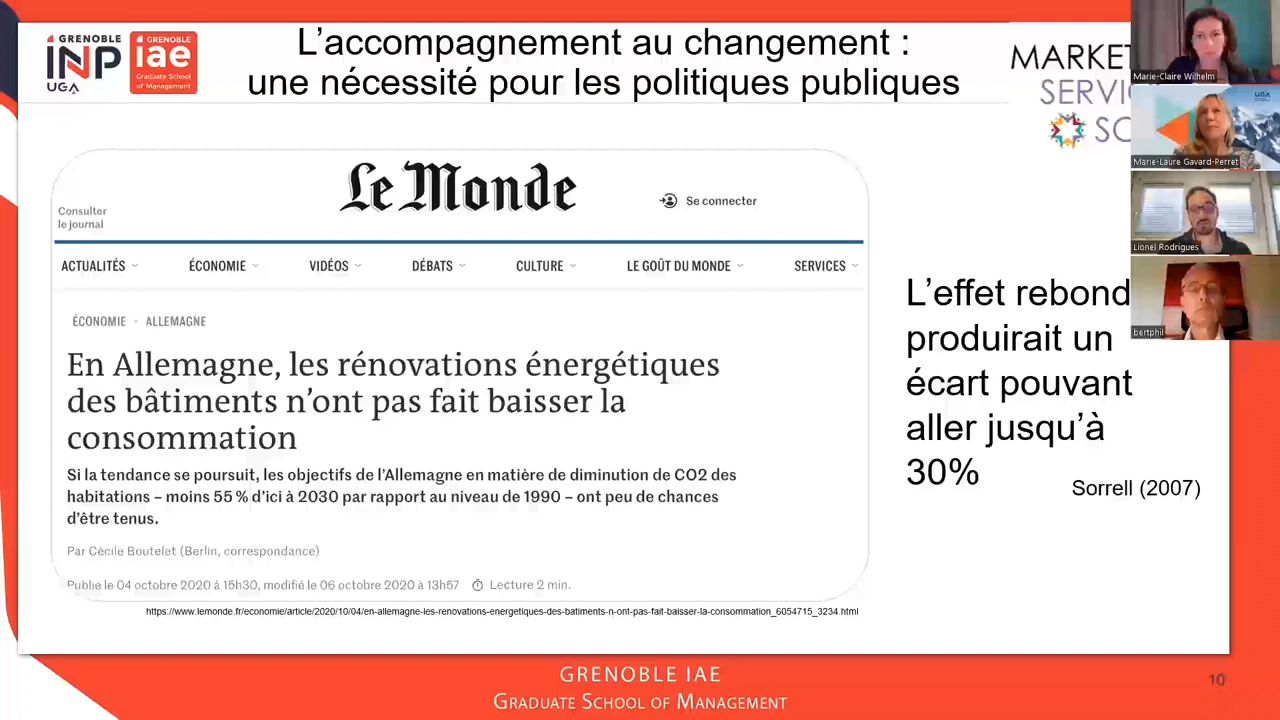 GRENOBLE
INP
UGA
GRENOBLE
iae
Graduate School
of Management
L'accompagnement au changement :
une nécessité pour les politiques publiques
MARKET
SERVIC
SO
Marie-Claire Wilhelm
UGA
Marie-Laure Gavard-Perret
Lionel Rodrigues
bertphil
Consulter
le journal
Le Monde
Se connecter
ACTUALITÉS ÉCONOMIE VIDÉOS DÉBATS CULTURE LE GOÛT DU MONDE SERVICES
ÉCONOMIE • ALLEMAGNE
En Allemagne, les rénovations énergétiques
des bâtiments n'ont pas fait baisser la
consommation
Si la tendance se poursuit, les objectifs de l'Allemagne en matière de diminution de CO2 des
habitations – moins 55 % d'ici à 2030 par rapport au niveau de 1990 – ont peu de chances
d'être tenus.
Par Cécile Boutelet (Berlin, correspondance)
Publié le 04 octobre 2020 à 15h30, modifié le 06 octobre 2020 à 13h57 Lecture 2 min.
https://www.lemonde.fr/economie/article/2020/10/04/en-allemagne-les-renovations-energetiques-des-batiments-n-ont-pas-fait-baisser-la-consommation_6054715_3234.html
L'effet rebond
produirait un
écart pouvant
aller jusqu'à
30%
Sorrell (2007)
GRENOBLE IAE
GRADUATE SCHOOL OF MANAGEMENT
10